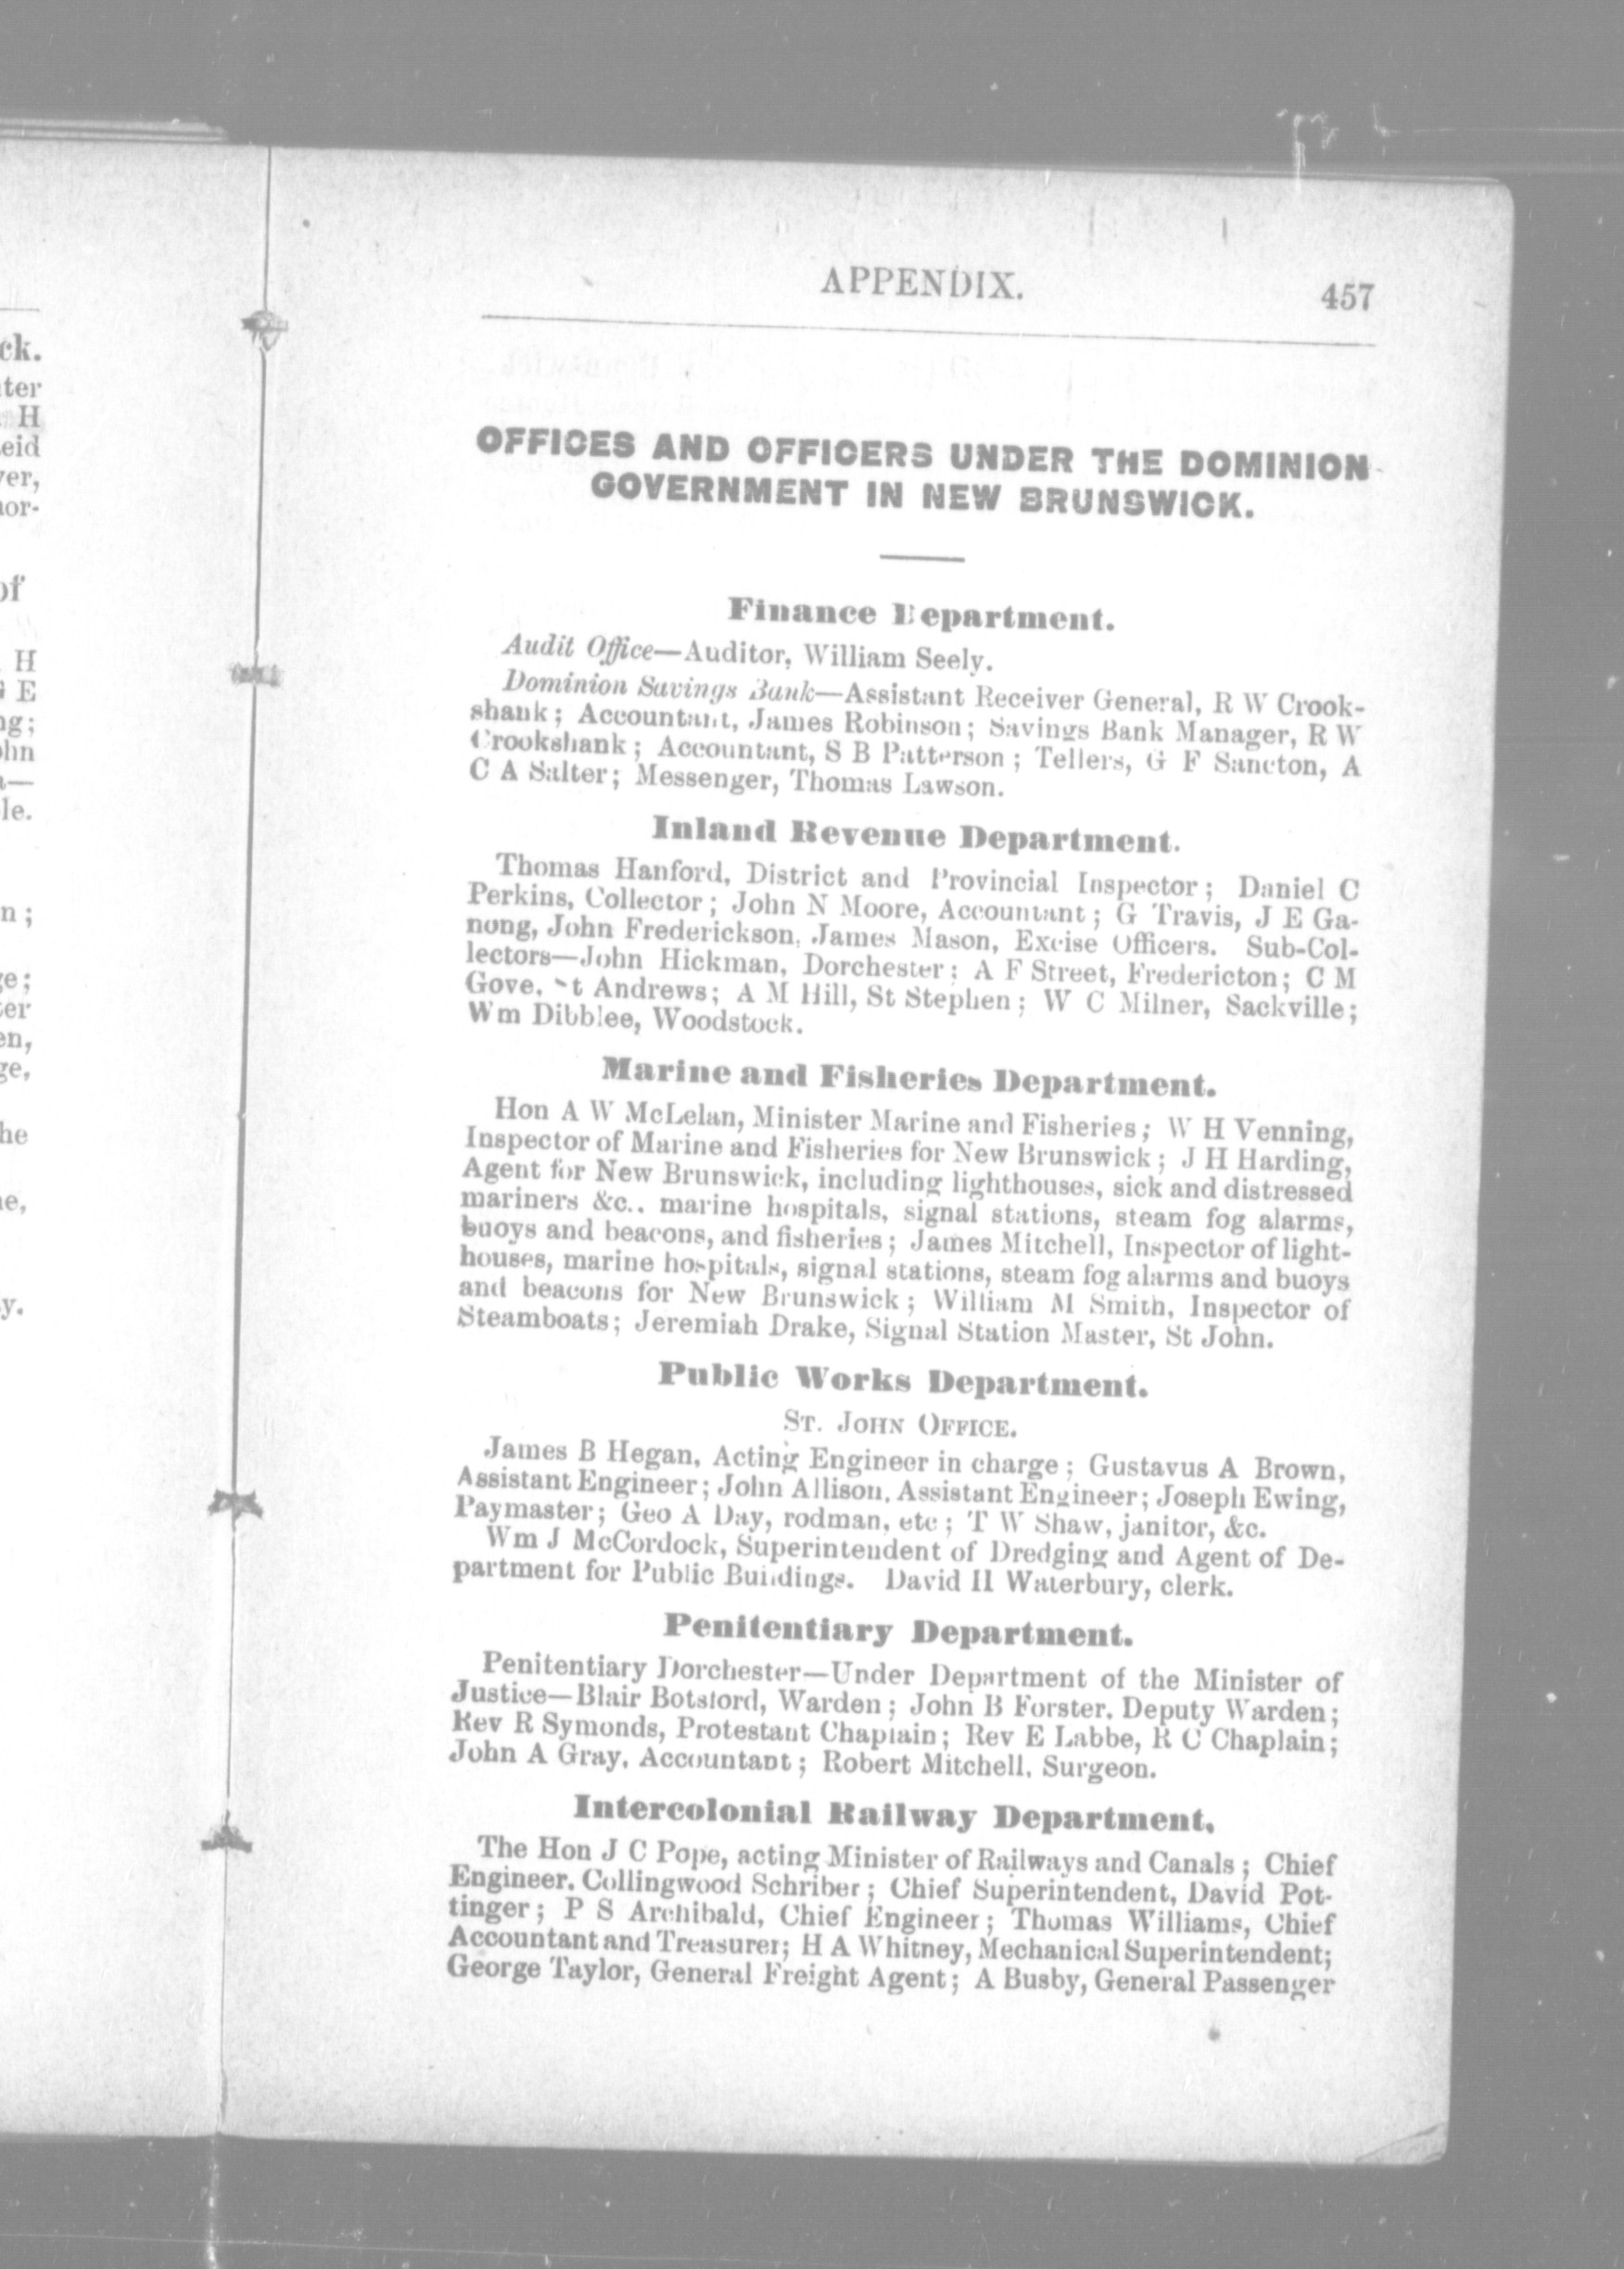 APPENDIX.
457
OFFICES AND OFFICERS UNDER THE DOMINION
GOVERNMENT IN NEW BRUNSWICK.
Finance Department.
Audit Office—Auditor, William Seely.
Dominion Savings Bank—Assistant Receiver General, R W Crook-
shank; Accountant, James Robinson; Savings Bank Manager, R W
Crookshank; Accountant, S B Patterson; Tellers, G F Sancton, A
C A Salter; Messenger, Thomas Lawson.
Inland Revenue Department.
Thomas Hanford, District and Provincial Inspector; Daniel C
Perkins, Collector; John N Moore, Accountant; G Travis, J E Ga-
nong, John Frederickson, James Mason, Excise Officers. Sub-Col-
lectors—John Hickman, Dorchester; A F Street, Fredericton; C M
Gove, St Andrews; A M Hill, St Stephen; W C Milner, Sackville;
Wm Dibblee, Woodstock.
Marine and Fisheries Department.
Hon A W McLelan, Minister Marine and Fisheries; W H Venning,
Inspector of Marine and Fisheries for New Brunswick; J H Harding,
Agent for New Brunswick, including lighthouses, sick and distressed
mariners &c.. marine hospitals, signal stations, steam fog alarms,
buoys and beacons, and fisheries; James Mitchell, Inspector of light-
houses, marine hospitals, signal stations, steam fog alarms and buoys
and beacons for New Brunswick; William M Smith, Inspector of
Steamboats; Jeremiah Drake, Signal Station Master, St John.
Public Works Department.
ST. JOHN OFFICE.
James B Hegan, Acting Engineer in charge; Gustavus A Brown,
Assistant Engineer; John Allison, Assistant Engineer; Joseph Ewing,
Paymaster; Geo A Day, rodman, etc; T W Shaw, janitor, &c.
Wm J McCordock, Superintendent of Dredging and Agent of De-
partment for Public Buildings. David H Waterbury, clerk.
Penitentiary Department.
Penitentiary Dorchester—Under Department of the Minister of
Justice—Blair Botsford, Warden; John B Forster, Deputy Warden;
Rev R Symonds, Protestant Chaplain; Rev E Labbe, R C Chaplain;
John A Gray, Accountant; Robert Mitchell, Surgeon.
Intercolonial Railway Department.
The Hon J C Pope, acting Minister of Railways and Canals; Chief
Engineer, Collingwood Schriber; Chief Superintendent, David Pot-
tinger; P S Archibald, Chief Engineer; Thomas Williams, Chief
Accountant and Treasurer; H A Whitney, Mechanical Superintendent;
George Taylor, General Freight Agent; A Busby, General Passenger